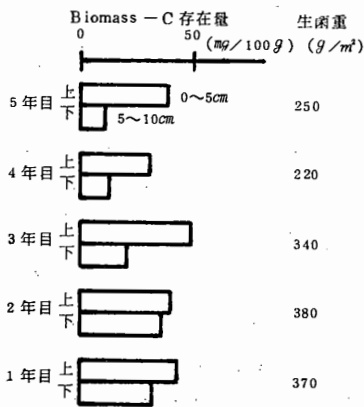 Biomass－C 存在量 生菌重
0 50 (mg/100g) (g/m²)
5年目 上 下 0～5cm 5～10cm 250
4年目 上 下 220
3年目 上 下 340
2年目 上 下 380
1年目 上 下 370